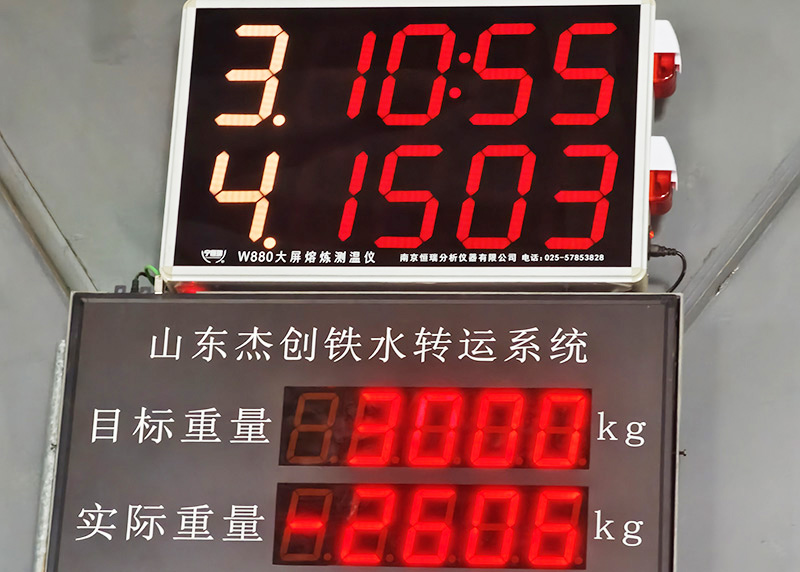 3. 10:55
4. 1503
W880大屏熔炼测温仪 南京恒瑞分析仪器有限公司 电话:025-57853828
山东杰创铁水转运系统
目标重量 3000 kg
实际重量 -2606 kg